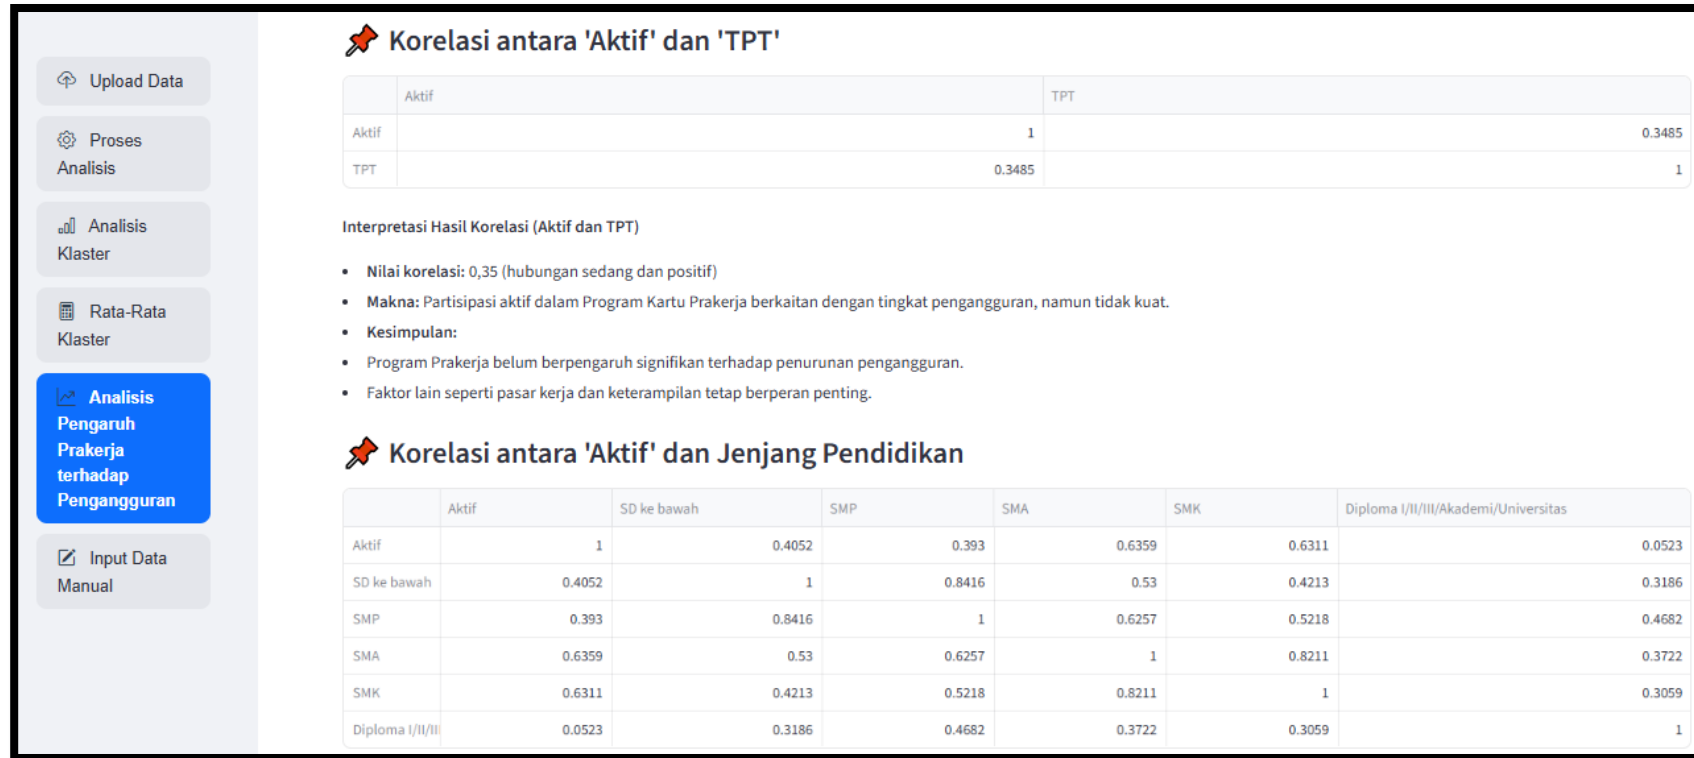 Upload Data
Proses
Analisis
Analisis
Klaster
Rata-Rata
Klaster
Analisis
Pengaruh
Prakerja
terhadap
Pengangguran
Input Data
Manual
Korelasi antara 'Aktif' dan 'TPT'
Aktif TPT
Aktif 1 0.3485
TPT 0.3485 1
Interpretasi Hasil Korelasi (Aktif dan TPT)
• Nilai korelasi: 0,35 (hubungan sedang dan positif)
• Makna: Partisipasi aktif dalam Program Kartu Prakerja berkaitan dengan tingkat pengangguran, namun tidak kuat.
• Kesimpulan:
• Program Prakerja belum berpengaruh signifikan terhadap penurunan pengangguran.
• Faktor lain seperti pasar kerja dan keterampilan tetap berperan penting.
Korelasi antara 'Aktif' dan Jenjang Pendidikan
Aktif SD ke bawah SMP SMA SMK Diploma I/II/III/Akademi/Universitas
Aktif 1 0.4052 0.393 0.6359 0.6311 0.0523
SD ke bawah 0.4052 1 0.8416 0.53 0.4213 0.3186
SMP 0.393 0.8416 1 0.6257 0.5218 0.4682
SMA 0.6359 0.53 0.6257 1 0.8211 0.3722
SMK 0.6311 0.4213 0.5218 0.8211 1 0.3059
Diploma I/II/III 0.0523 0.3186 0.4682 0.3722 0.3059 1